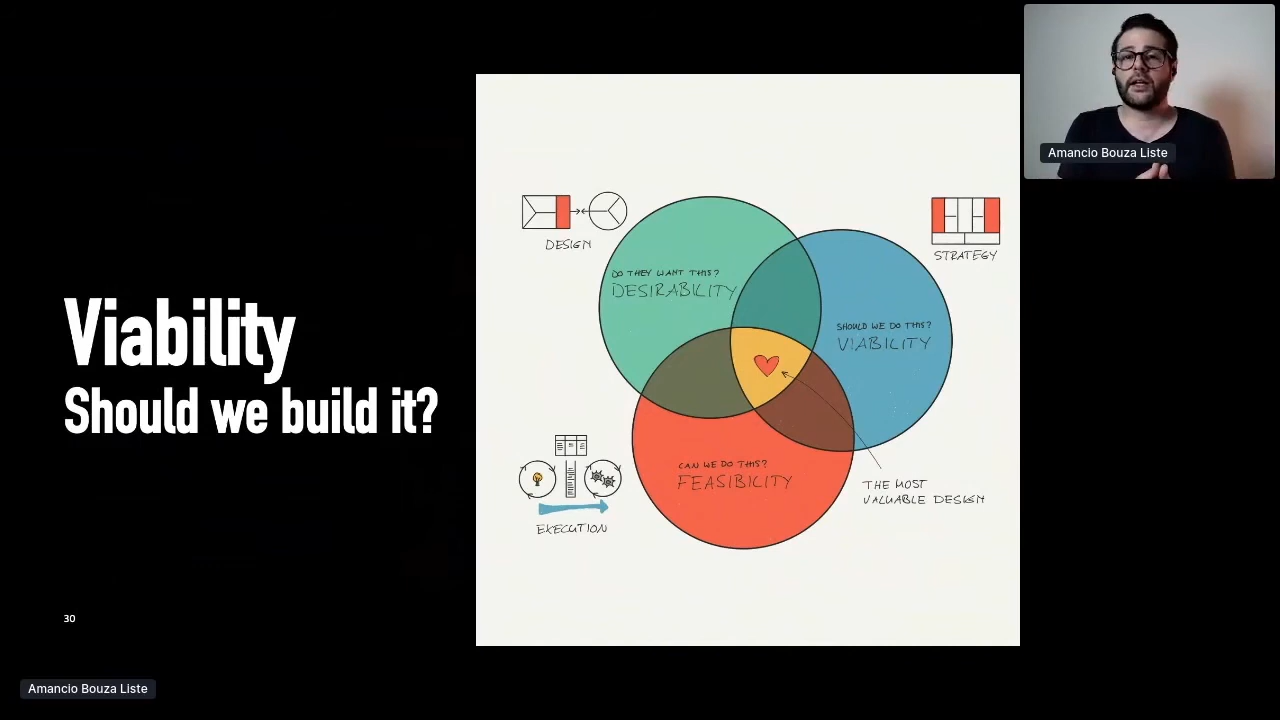 Viability
Should we build it?
DESIGN
DO THEY WANT THIS?
DESIRABILITY
STRATEGY
SHOULD WE DO THIS?
VIABILITY
CAN WE DO THIS?
FEASIBILITY
EXECUTION
THE MOST
VALUABLE DESIGN
30
Amancio Bouza Liste
Amancio Bouza Liste